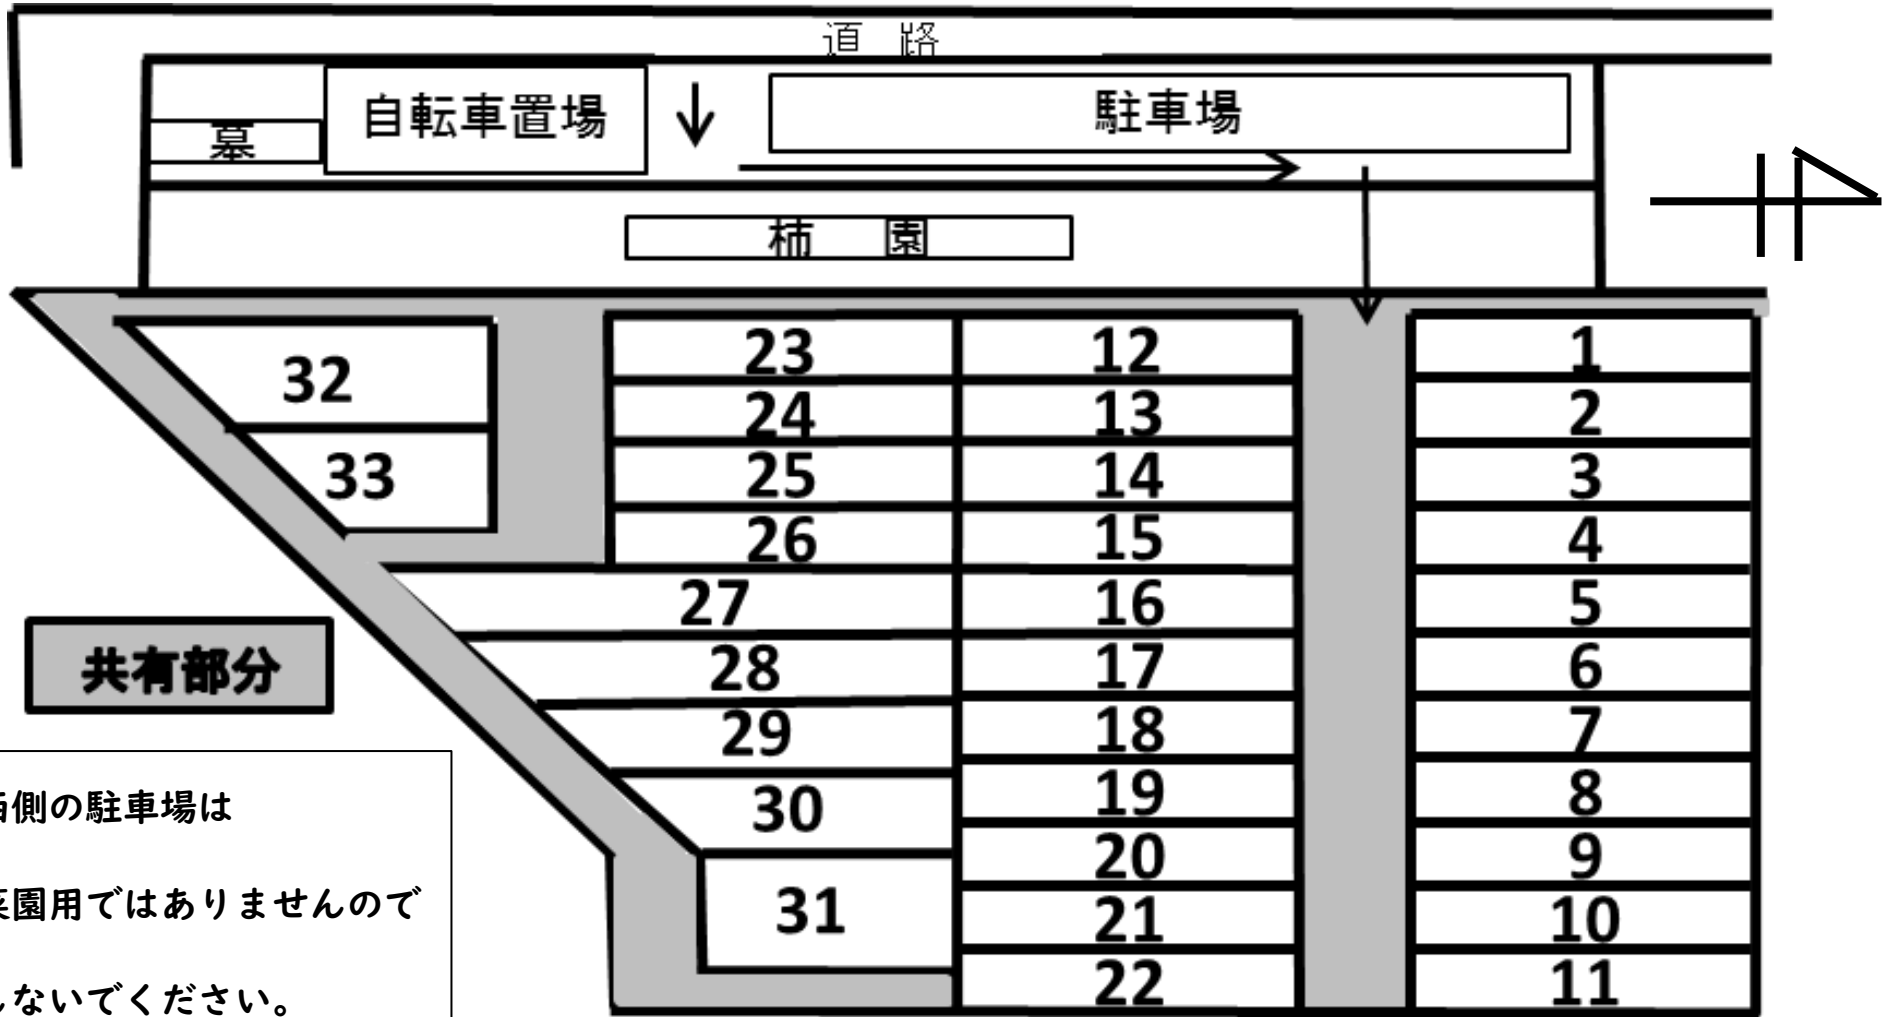 道 路
自転車置場
駐車場
墓
柿 園
23 12 1
24 13 2
25 14 3
26 15 4
32
33
27 16 5
28 17 6
29 18 7
30 19 8
20 9
31 21 10
22 11
共有部分
側の駐車場は
園用ではありませんので
しないでください。